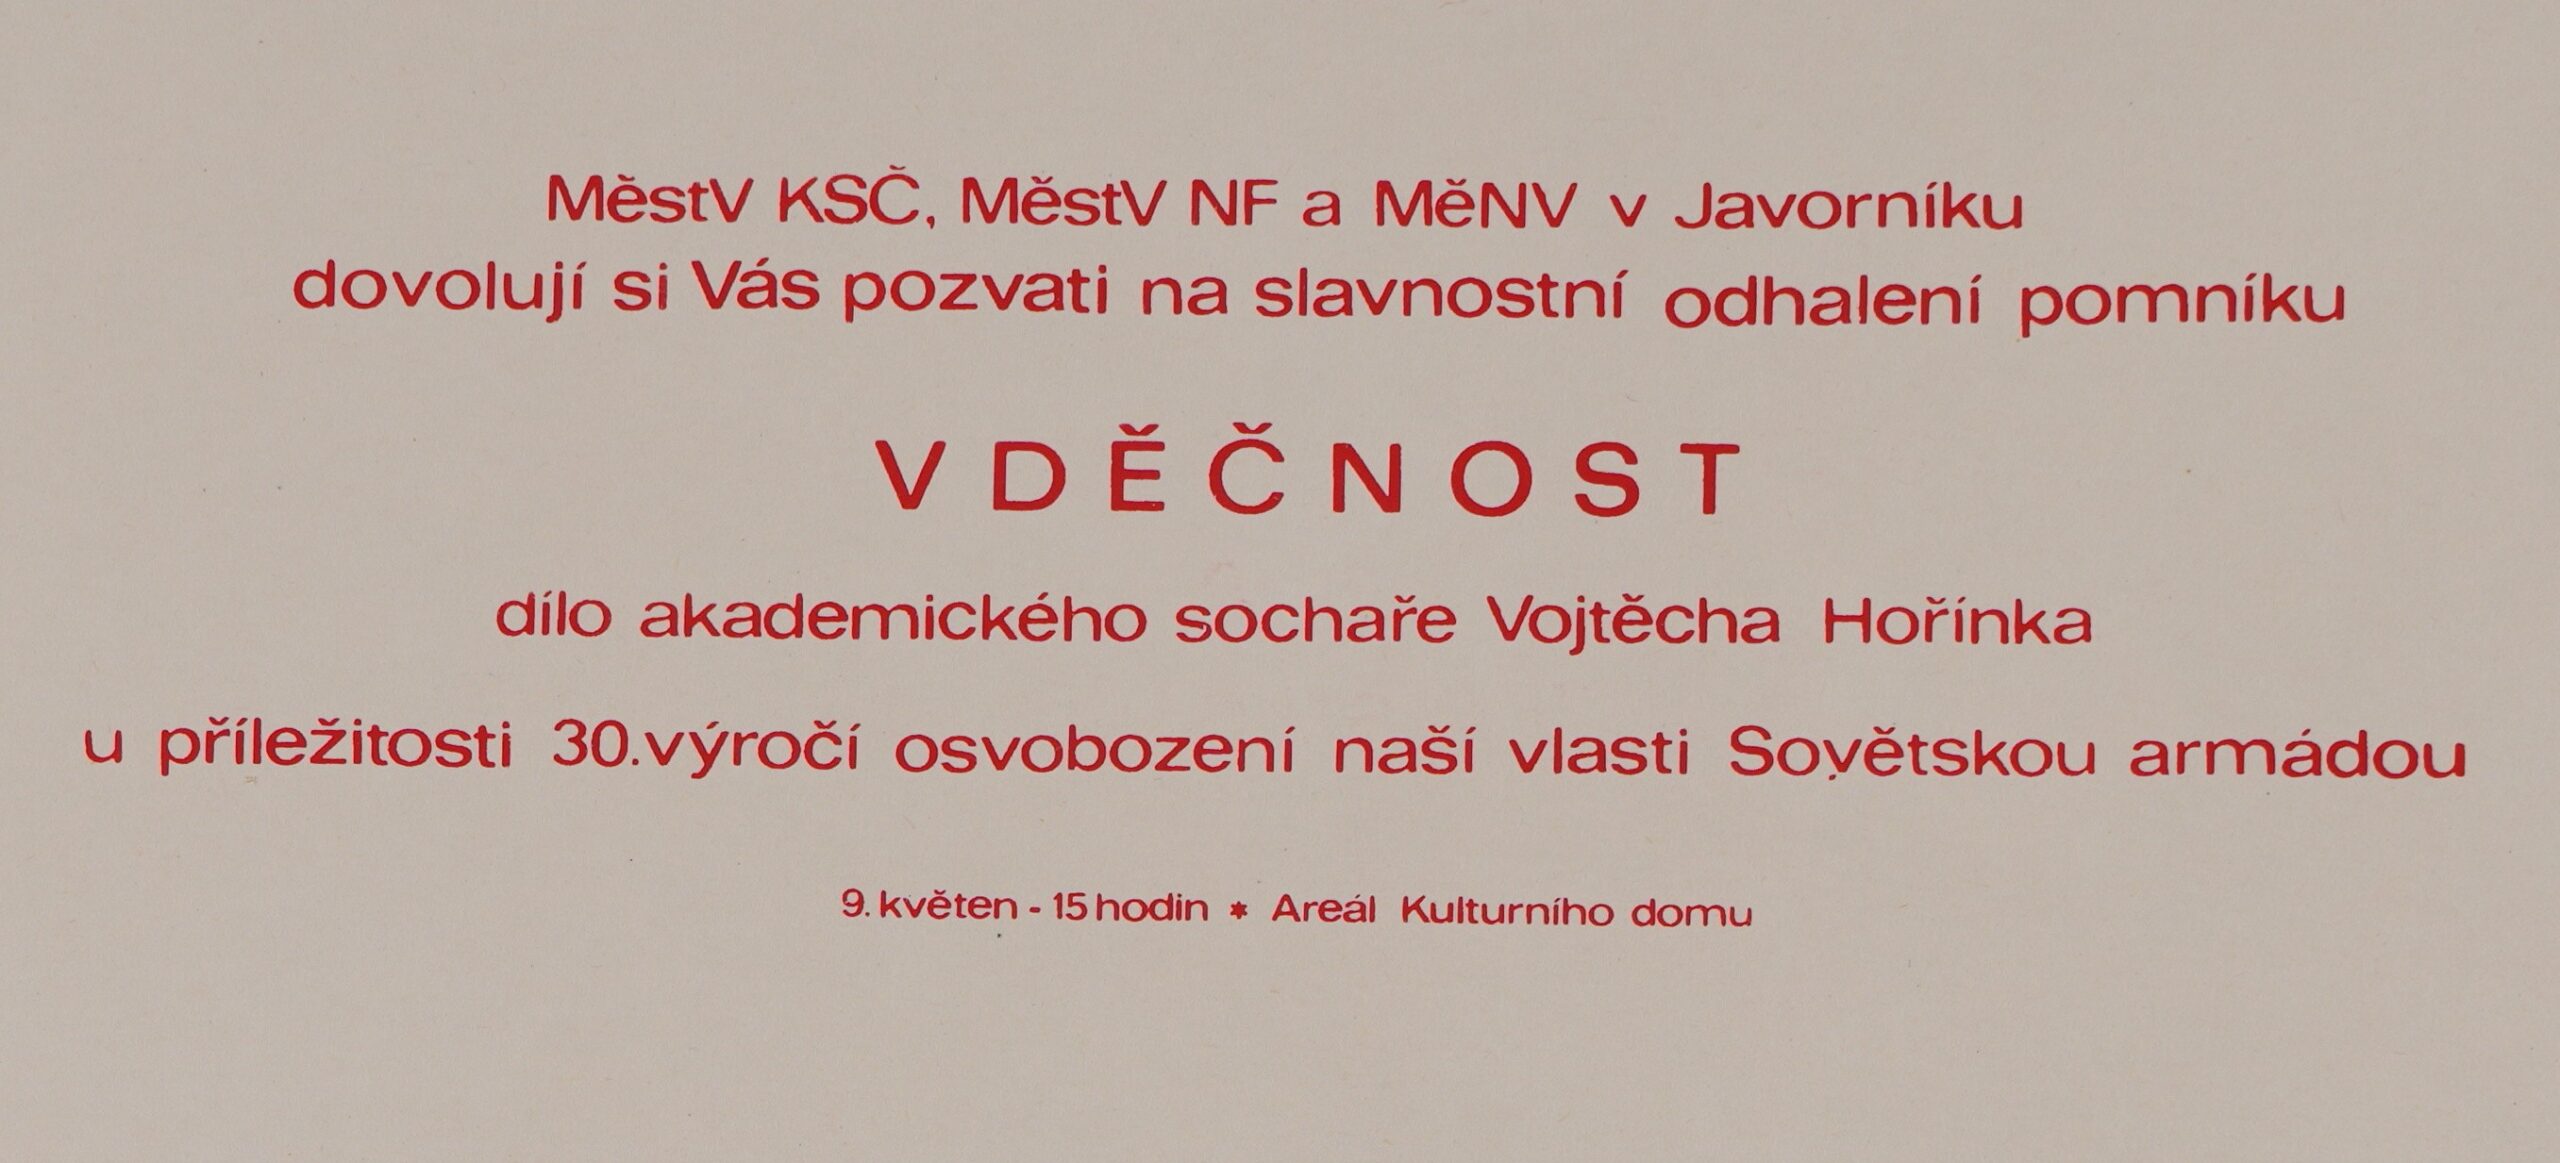 MěstV KSČ, MěstV NF a MěNV v Javorníku
dovolují si Vás pozvati na slavnostní odhalení pomníku
VDĚČNOST
dílo akademického sochaře Vojtěcha Hořínka
u příležitosti 30.výročí osvobození naší vlasti Sovětskou armádou
9. květen - 15 hodin * Areál Kulturního domu